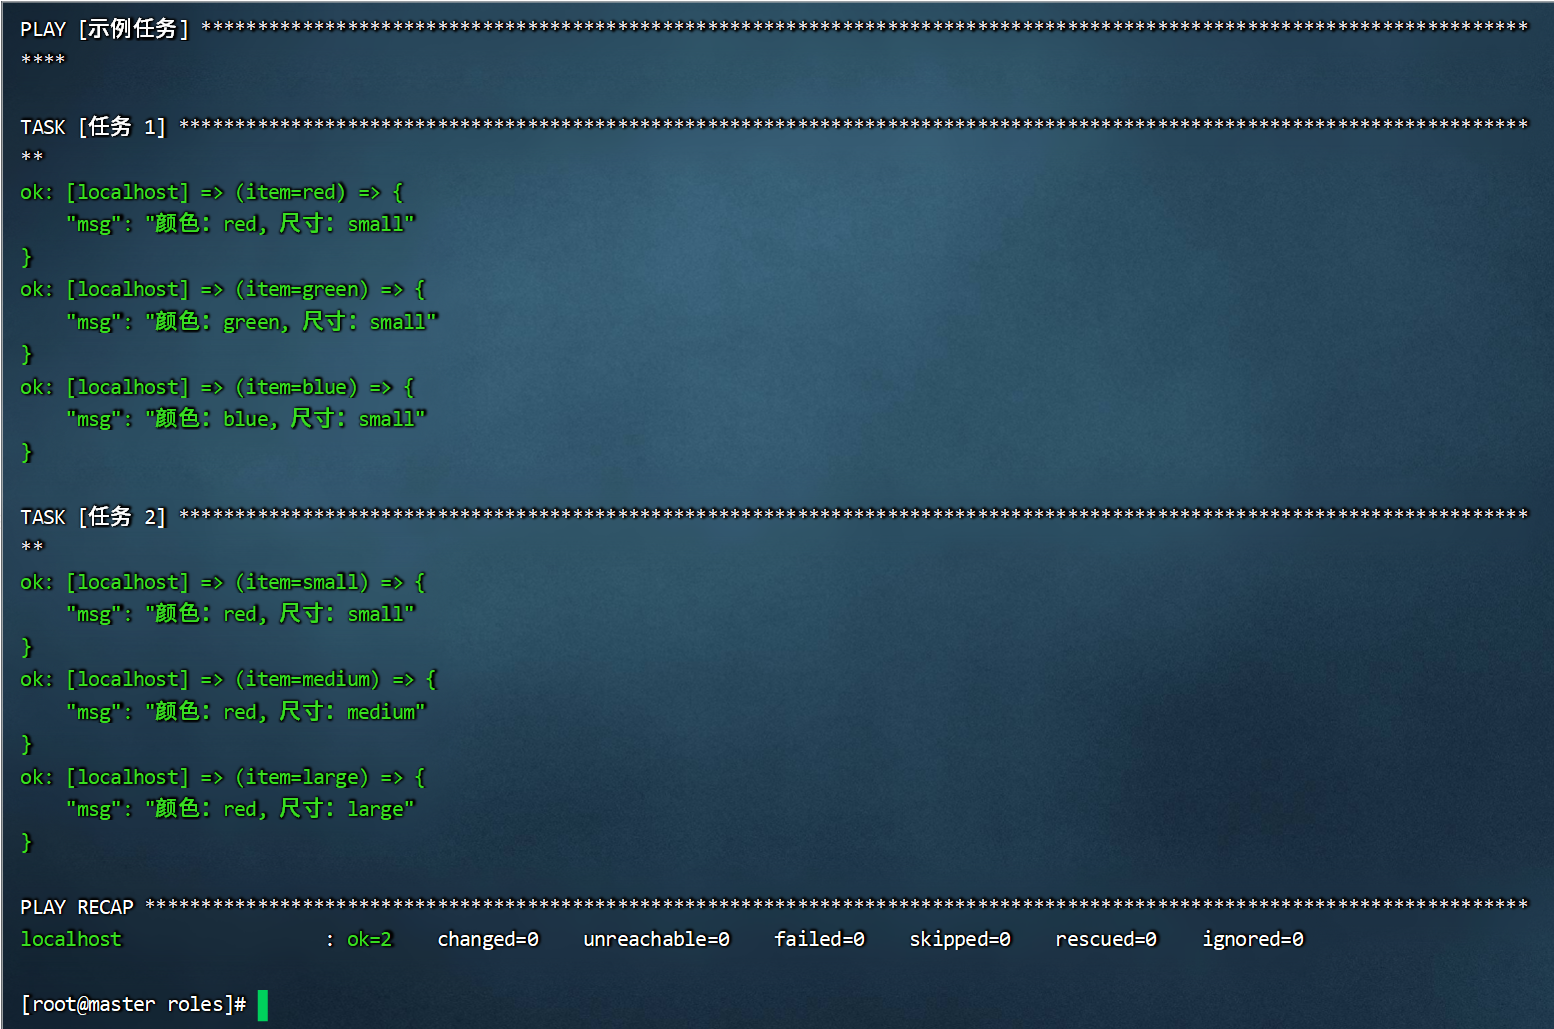 PLAY [示例任务] **********************************************************************************************************************
****
TASK [任务 1] ************************************************************************************************************************
**
ok: [localhost] => (item=red) => {
    "msg": "颜色：red, 尺寸：small"
}
ok: [localhost] => (item=green) => {
    "msg": "颜色：green, 尺寸：small"
}
ok: [localhost] => (item=blue) => {
    "msg": "颜色：blue, 尺寸：small"
}
TASK [任务 2] ************************************************************************************************************************
**
ok: [localhost] => (item=small) => {
    "msg": "颜色：red, 尺寸：small"
}
ok: [localhost] => (item=medium) => {
    "msg": "颜色：red, 尺寸：medium"
}
ok: [localhost] => (item=large) => {
    "msg": "颜色：red, 尺寸：large"
}
PLAY RECAP ***************************************************************************************************************************
localhost                  : ok=2    changed=0    unreachable=0    failed=0    skipped=0    rescued=0    ignored=0
[root@master roles]#